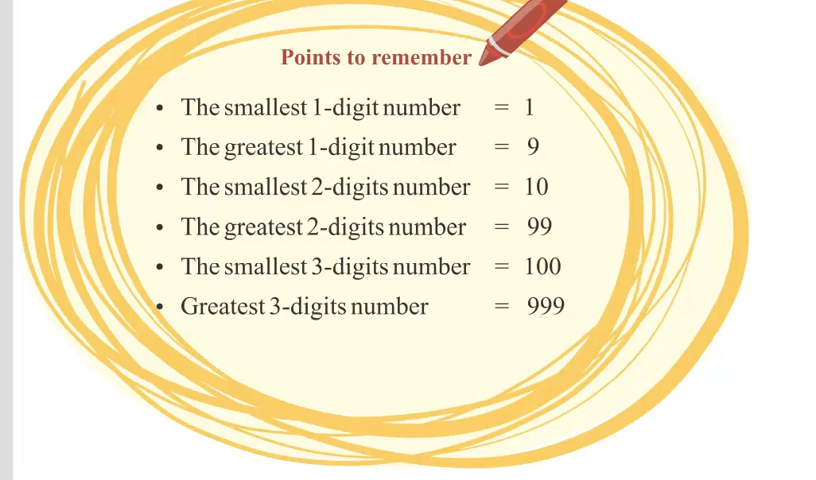 Points to remember
• The smallest 1-digit number = 1
• The greatest 1-digit number = 9
• The smallest 2-digits number = 10
• The greatest 2-digits number = 99
• The smallest 3-digits number = 100
• Greatest 3-digits number = 999